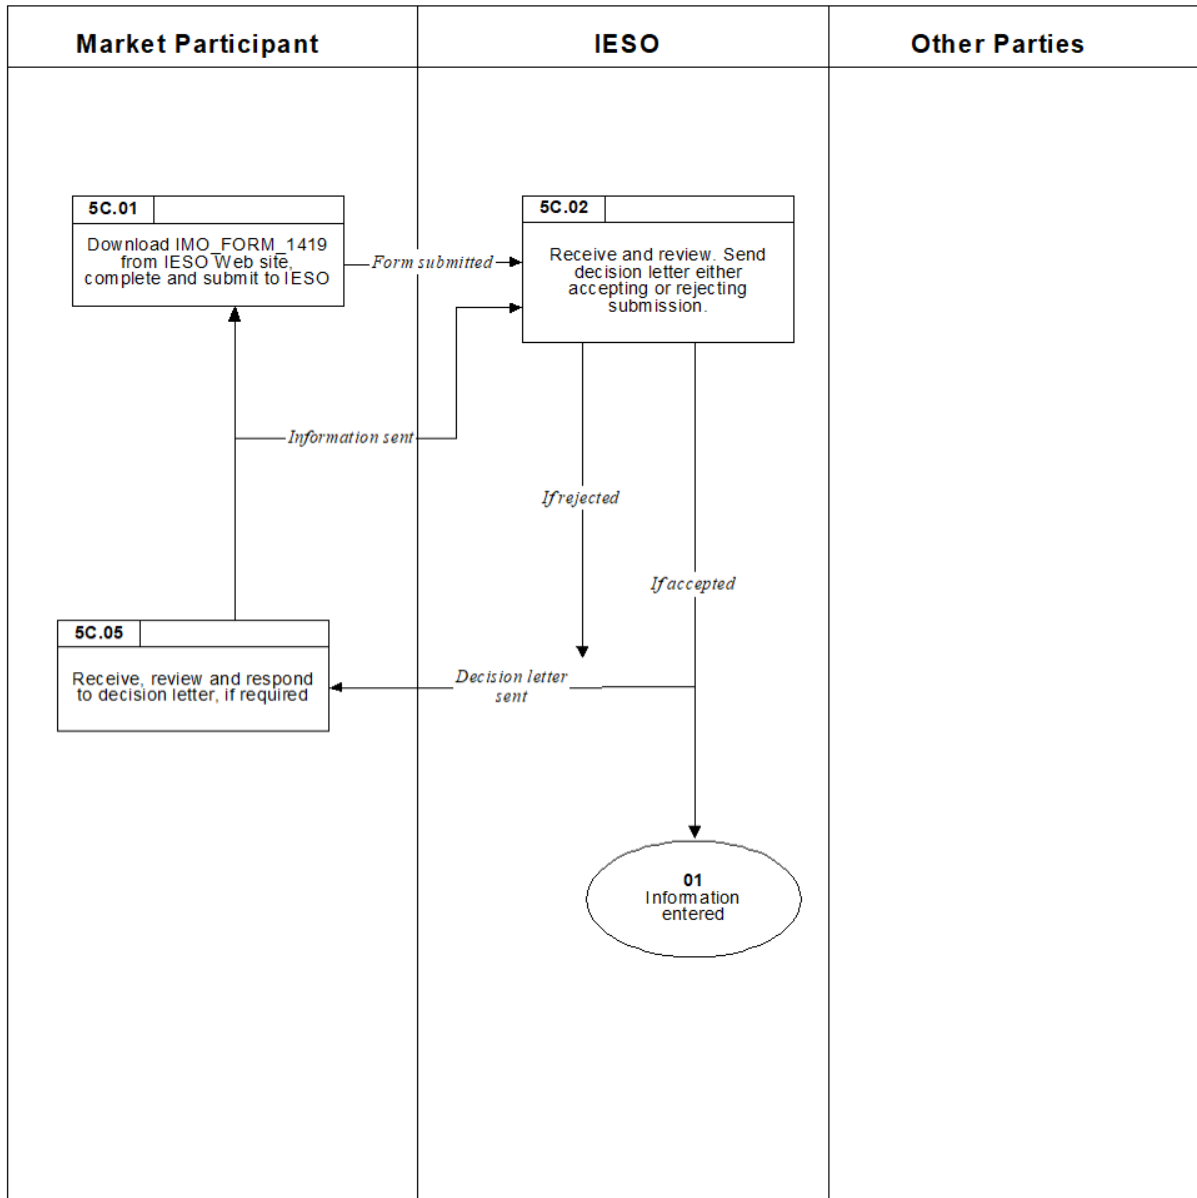 Market Participant
IESO
Other Parties
5C.01
Download IMO_FORM_1419
from IESO Web site,
complete and submit to IESO
Form submitted
5C.02
Receive and review. Send
decision letter either
accepting or rejecting
submission.
Information sent
If rejected
If accepted
5C.05
Receive, review and respond
to decision letter, if required
Decision letter
sent
01
Information
entered